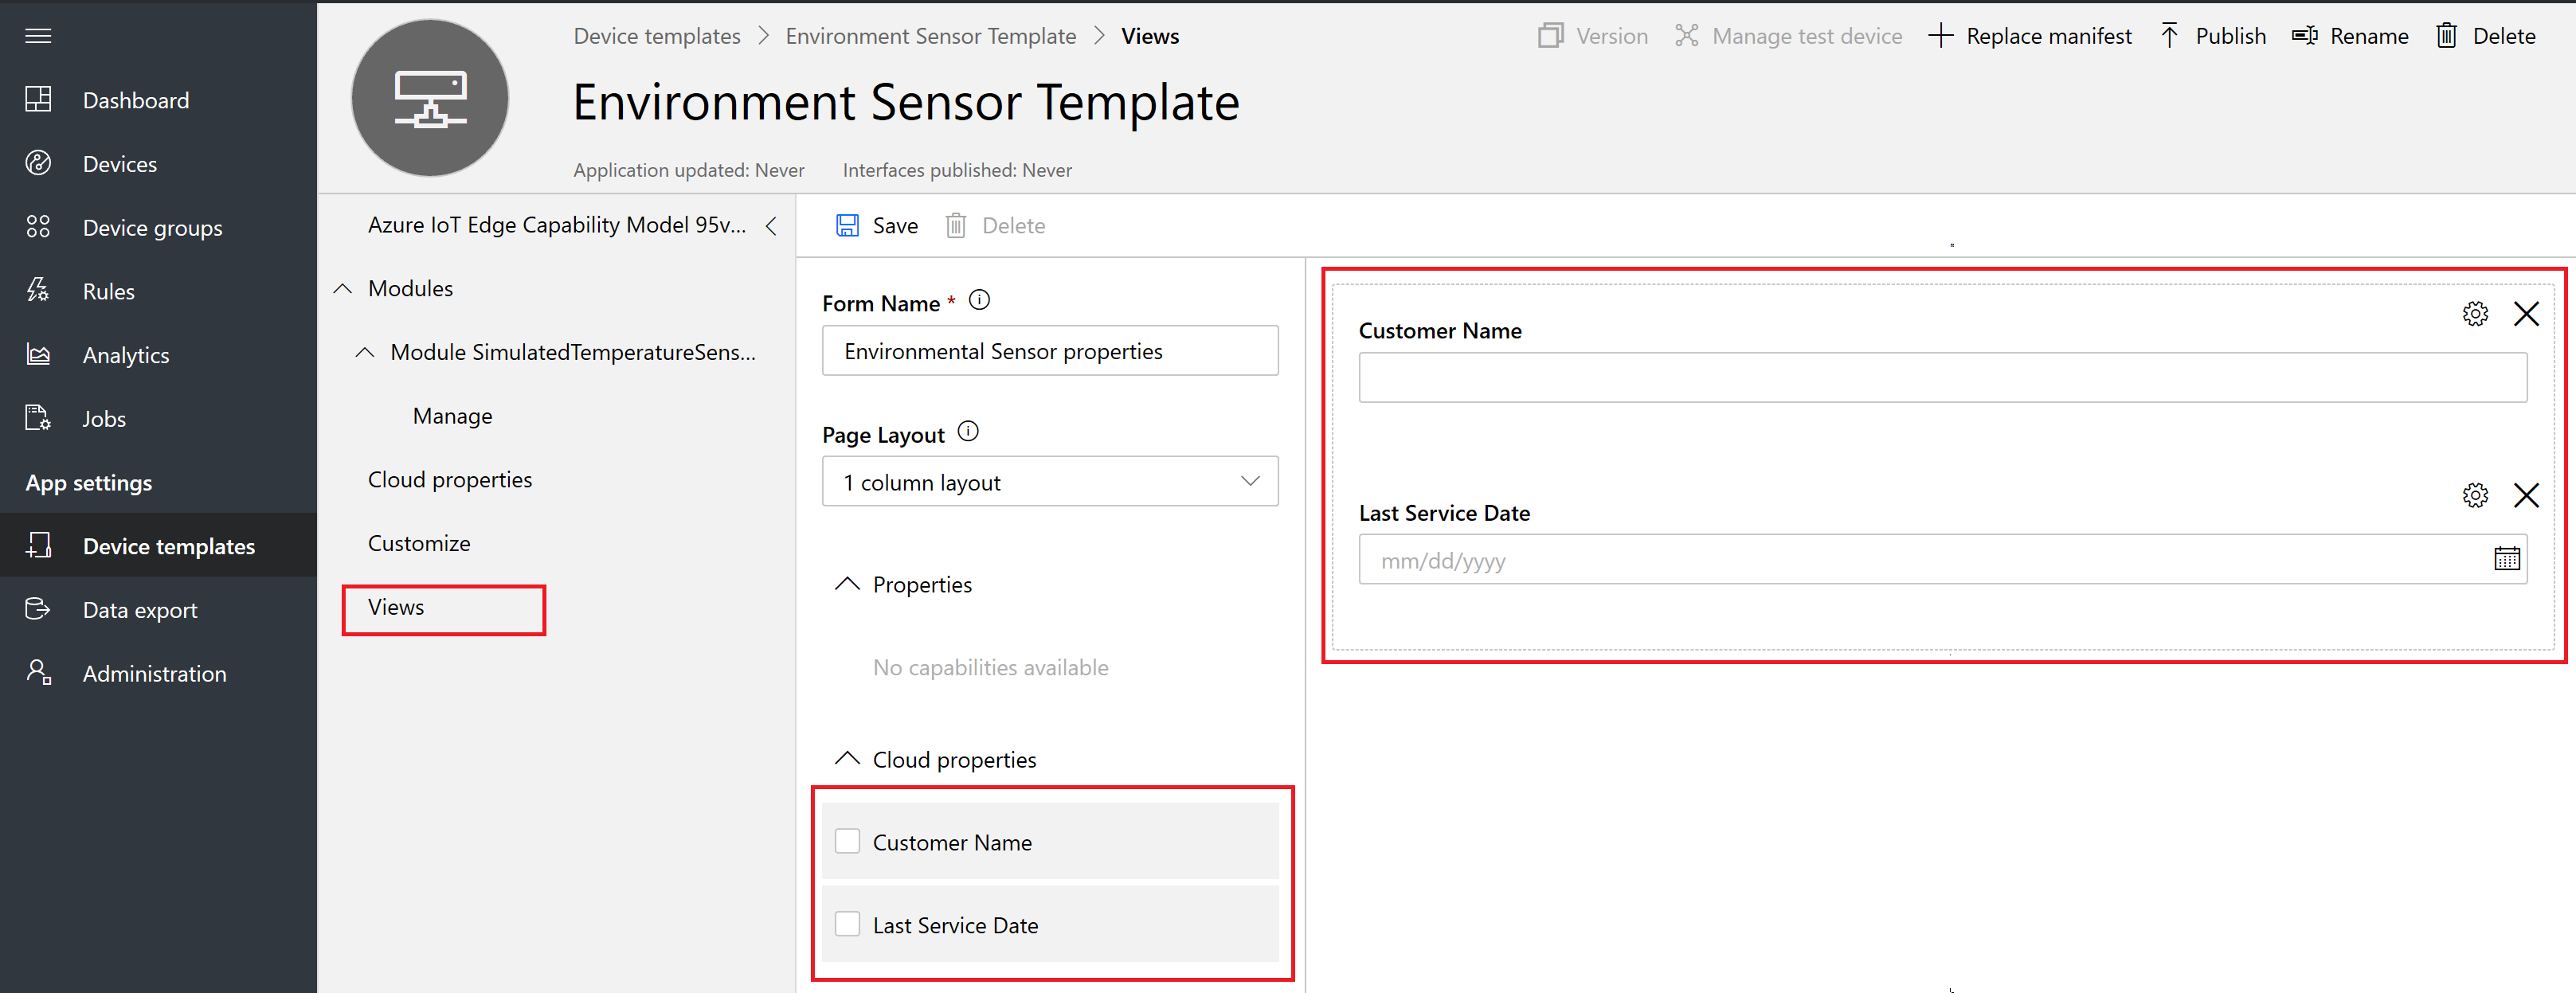 Dashboard
Devices
Device groups
Rules
Analytics
Jobs
App settings
Device templates
Data export
Administration
Device templates > Environment Sensor Template > Views
Version
Manage test device
Replace manifest
Publish
Rename
Delete
Environment Sensor Template
Application updated: Never
Interfaces published: Never
Azure IoT Edge Capability Model 95v...
Modules
Module SimulatedTemperatureSens...
Manage
Cloud properties
Customize
Views
Save
Delete
Form Name *
Environmental Sensor properties
Page Layout
1 column layout
Properties
No capabilities available
Cloud properties
Customer Name
Last Service Date
Customer Name
Last Service Date
mm/dd/yyyy